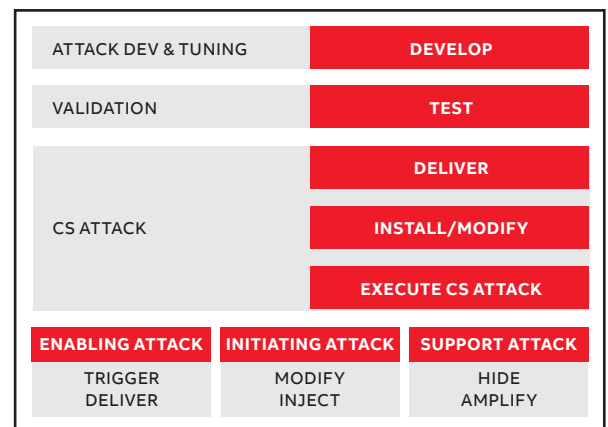 ATTACK DEV & TUNING DEVELOP
VALIDATION TEST
DELIVER
CS ATTACK INSTALL/MODIFY
EXECUTE CS ATTACK
ENABLING ATTACK INITIATING ATTACK SUPPORT ATTACK
TRIGGER MODIFY HIDE
DELIVER INJECT AMPLIFY